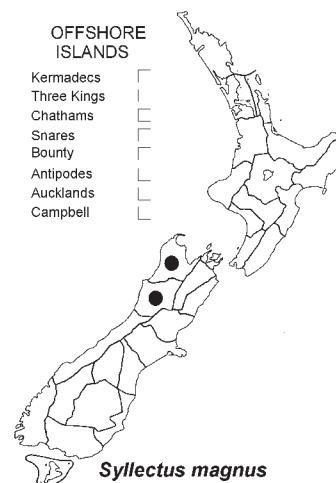 OFFSHORE
ISLANDS
Kermadecs
Three Kings
Chathams
Snares
Bounty
Antipodes
Aucklands
Campbell
Syllectus magnus